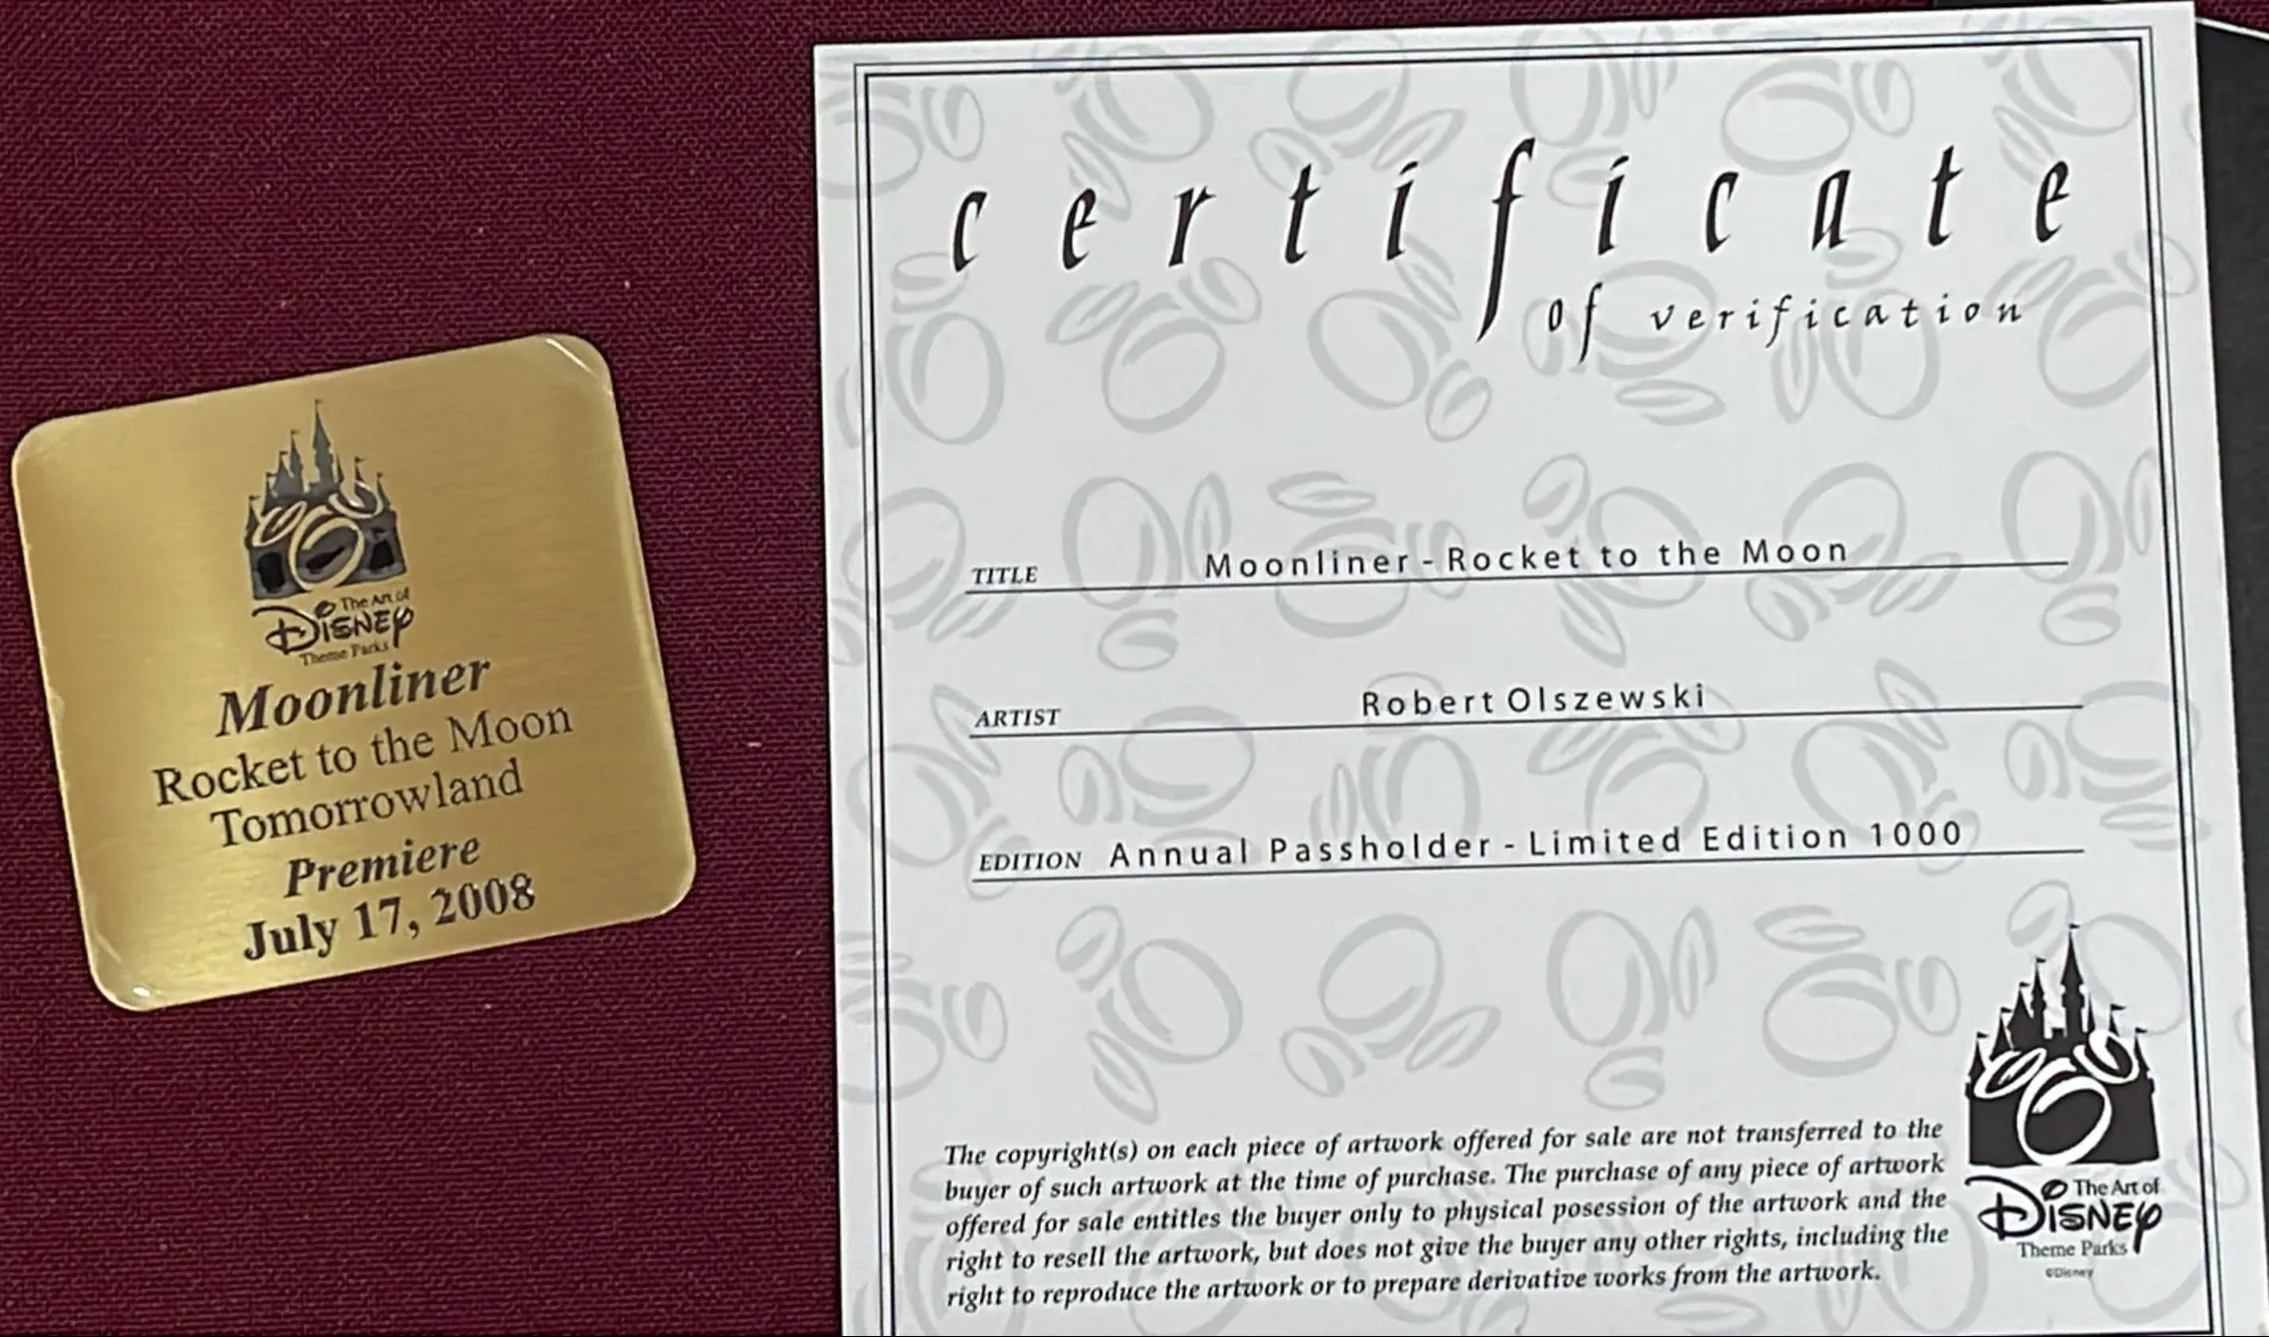 The Art of
Disney
Theme Parks
Moonliner
Rocket to the Moon
Tomorrowland
Premiere
July 17, 2008
certificate
of verification
TITLE Moonliner - Rocket to the Moon
ARTIST Robert Olszewski
EDITION Annual Passholder - Limited Edition 1000
The copyright(s) on each piece of artwork offered for sale are not transferred to the
buyer of such artwork at the time of purchase. The purchase of any piece of artwork
offered for sale entitles the buyer only to physical posession of the artwork and the
right to resell the artwork, but does not give the buyer any other rights, including the
right to reproduce the artwork or to prepare derivative works from the artwork.
The Art of
Disney
Theme Parks
©Disney